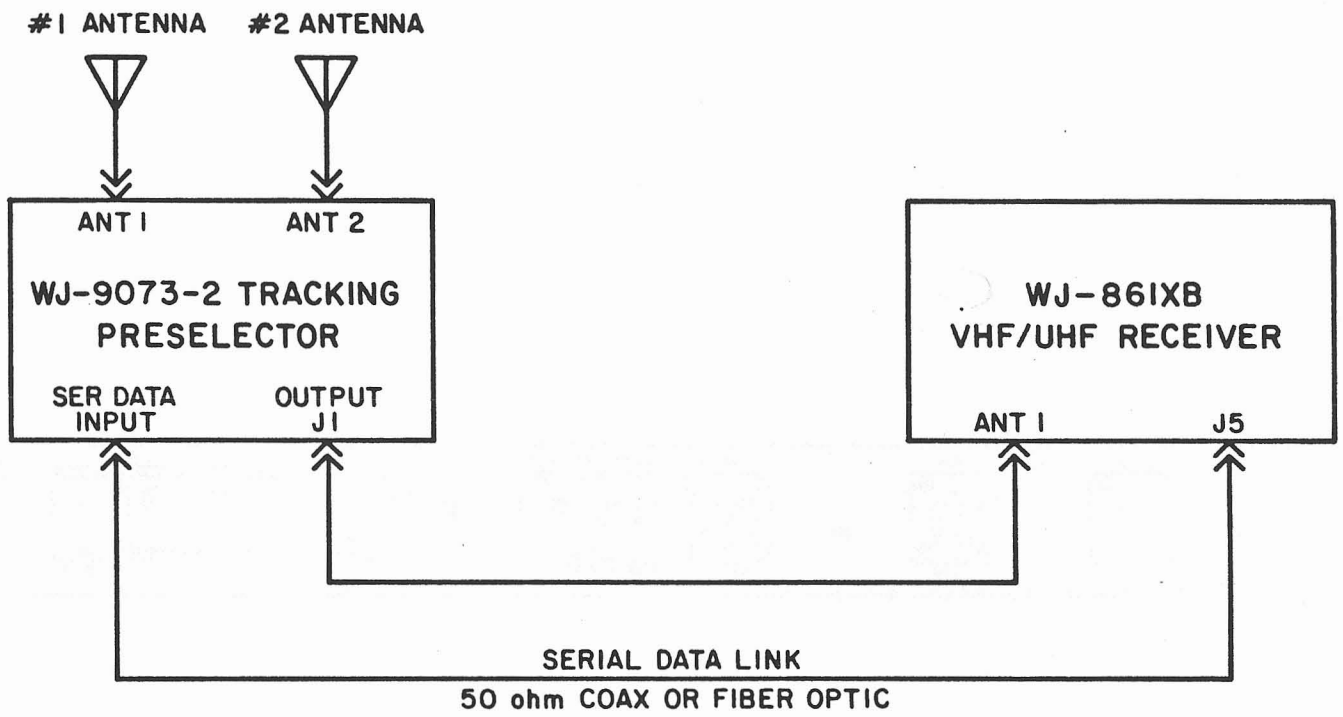 #1 ANTENNA
#2 ANTENNA
ANT 1
ANT 2
WJ-9073-2 TRACKING
PRESELECTOR
SER DATA
INPUT
OUTPUT
J1
WJ-861XB
VHF/UHF RECEIVER
ANT 1
J5
SERIAL DATA LINK
50 ohm COAX OR FIBER OPTIC